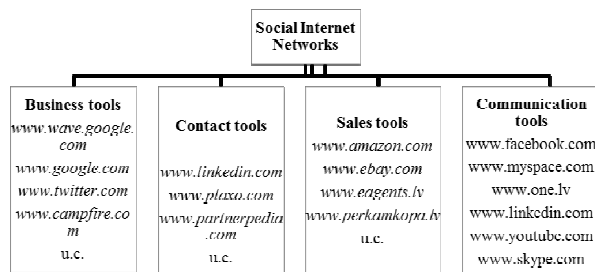 Social Internet
Networks
Business tools
www.wave.google.
com
www.google.com
www.twitter.com
www.campfire.co
m
u.c.
Contact tools
www.linkedin.com
www.plaxo.com
www.partnerpedia
.com
u.c.
Sales tools
www.amazon.com
www.ebay.com
www.eagents.lv
www.perkamkopa.lv
u.c.
Communication
tools
www.facebook.com
www.myspace.com
www.one.lv
www.linkedin.com
www.youtube.com
www.skype.com